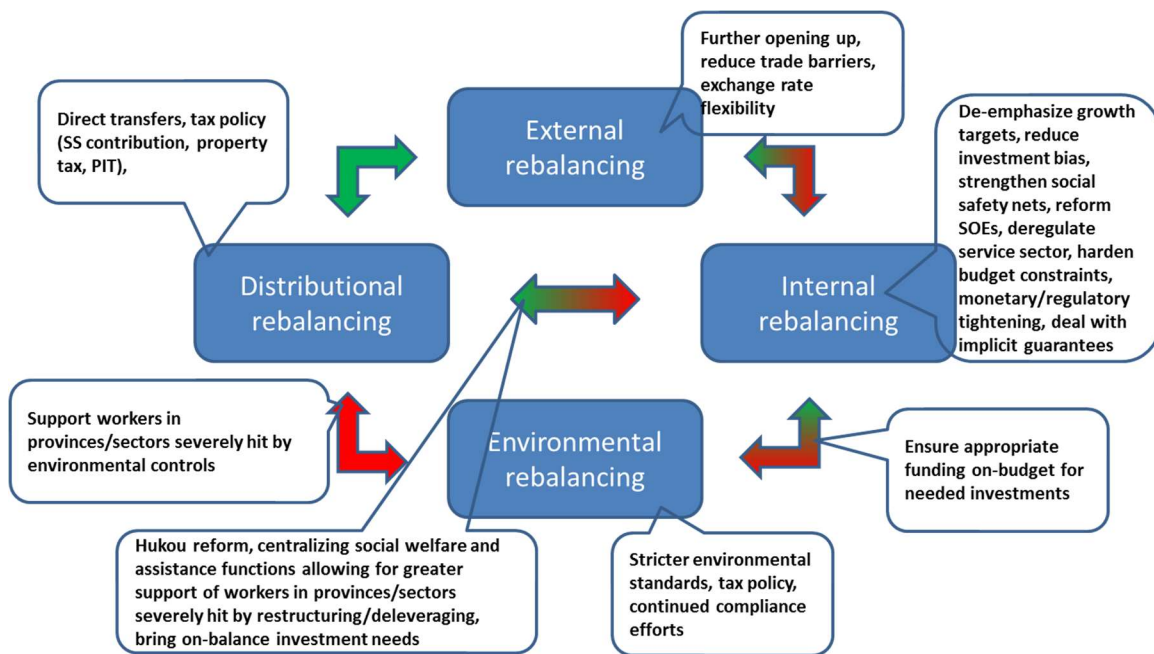 Further opening up,
reduce trade barriers,
exchange rate
flexibility
External
rebalancing
Direct transfers, tax policy
(SS contribution, property
tax, PIT),
De-emphasize growth
targets, reduce
investment bias,
strengthen social
safety nets, reform
SOEs, deregulate
service sector, harden
budget constraints,
monetary/regulatory
tightening, deal with
implicit guarantees
Distributional
rebalancing
Internal
rebalancing
Support workers in
provinces/sectors severely hit by
environmental controls
Environmental
rebalancing
Ensure appropriate
funding on-budget for
needed investments
Hukou reform, centralizing social welfare and
assistance functions allowing for greater
support of workers in provinces/sectors
severely hit by restructuring/deleveraging,
bring on-balance investment needs
Stricter environmental
standards, tax policy,
continued compliance
efforts